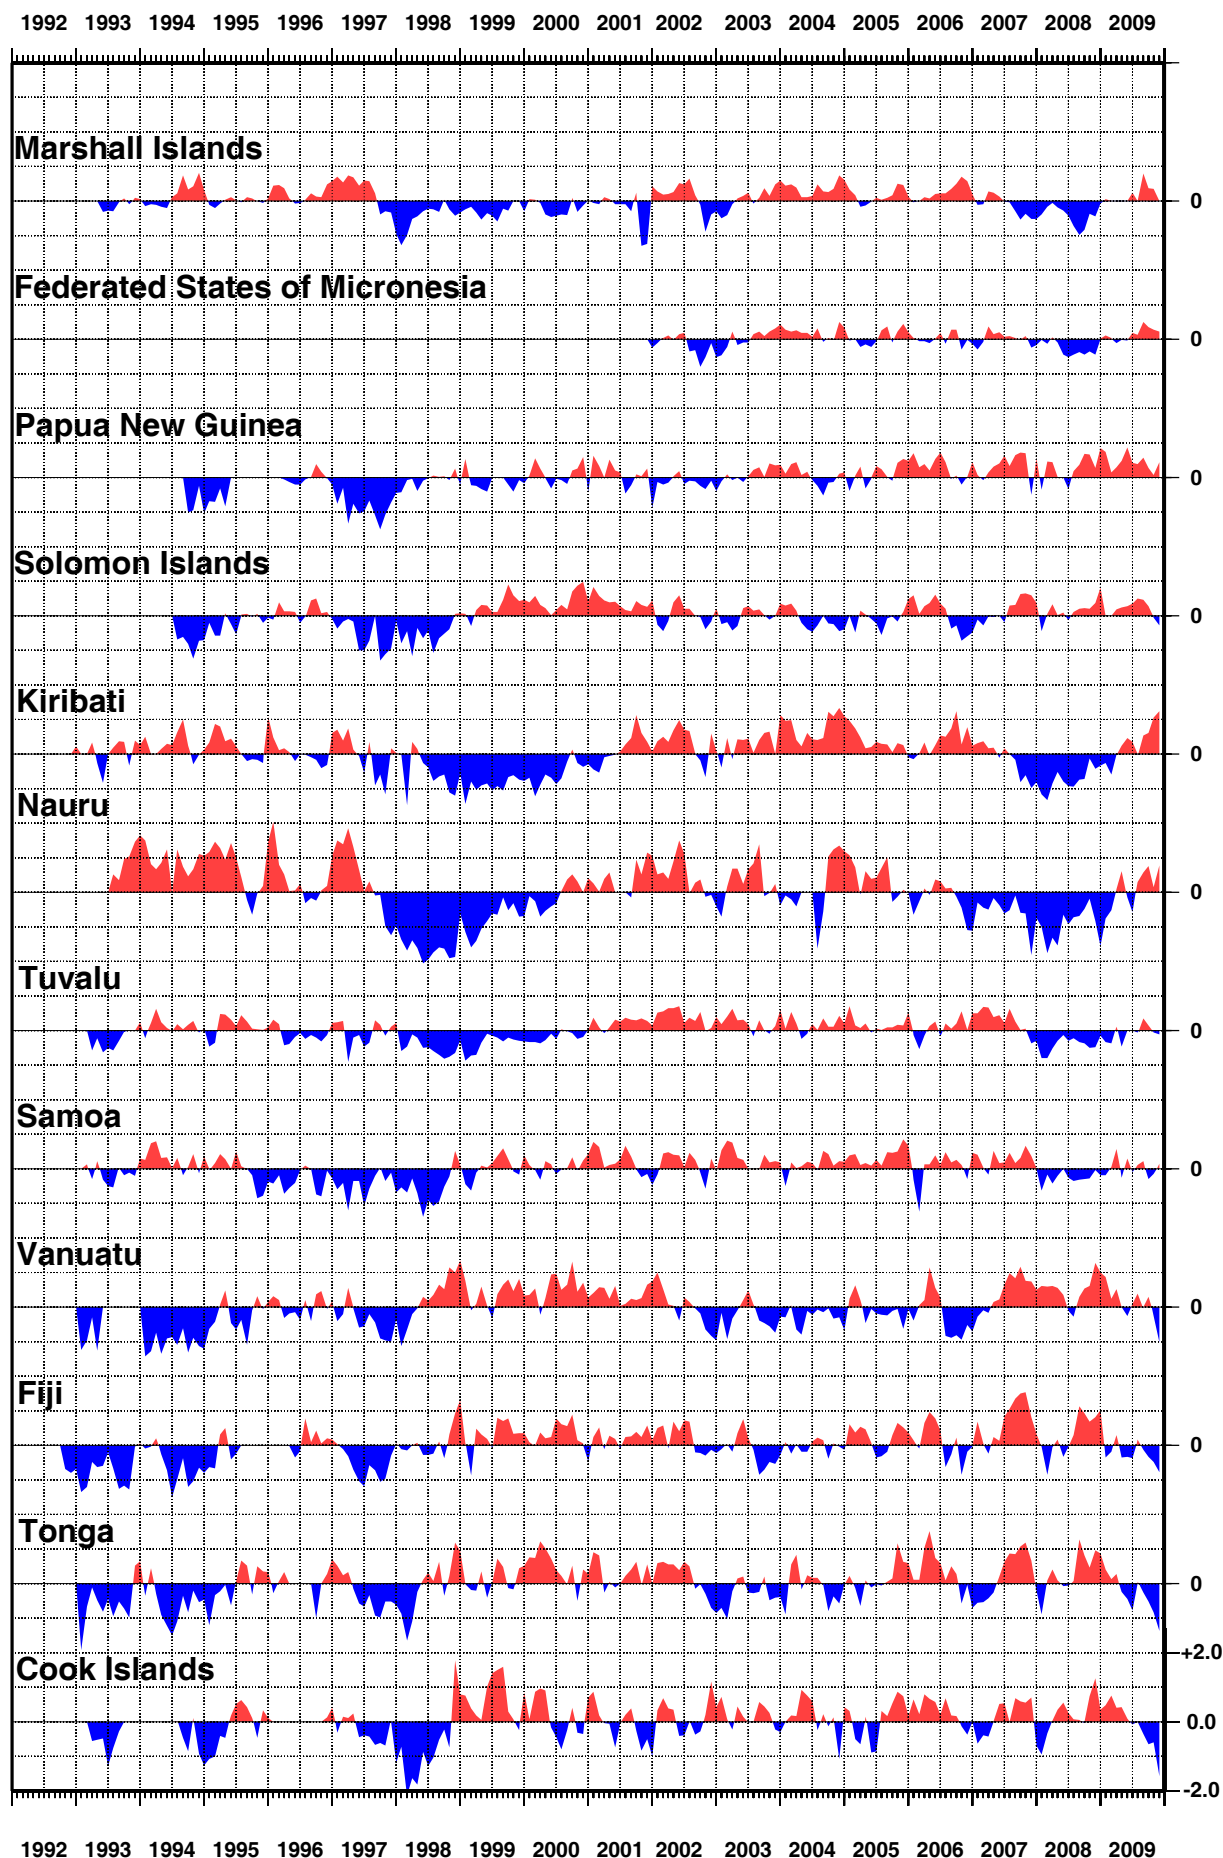 1992 1993 1994 1995 1996 1997 1998 1999 2000 2001 2002 2003 2004 2005 2006 2007 2008 2009
Marshall Islands
0
Federated States of Micronesia
0
Papua New Guinea
0
Solomon Islands
0
Kiribati
0
Nauru
0
Tuvalu
0
Samoa
0
Vanuatu
0
Fiji
0
Tonga
0
+2.0
Cook Islands
0.0
-2.0
1992 1993 1994 1995 1996 1997 1998 1999 2000 2001 2002 2003 2004 2005 2006 2007 2008 2009